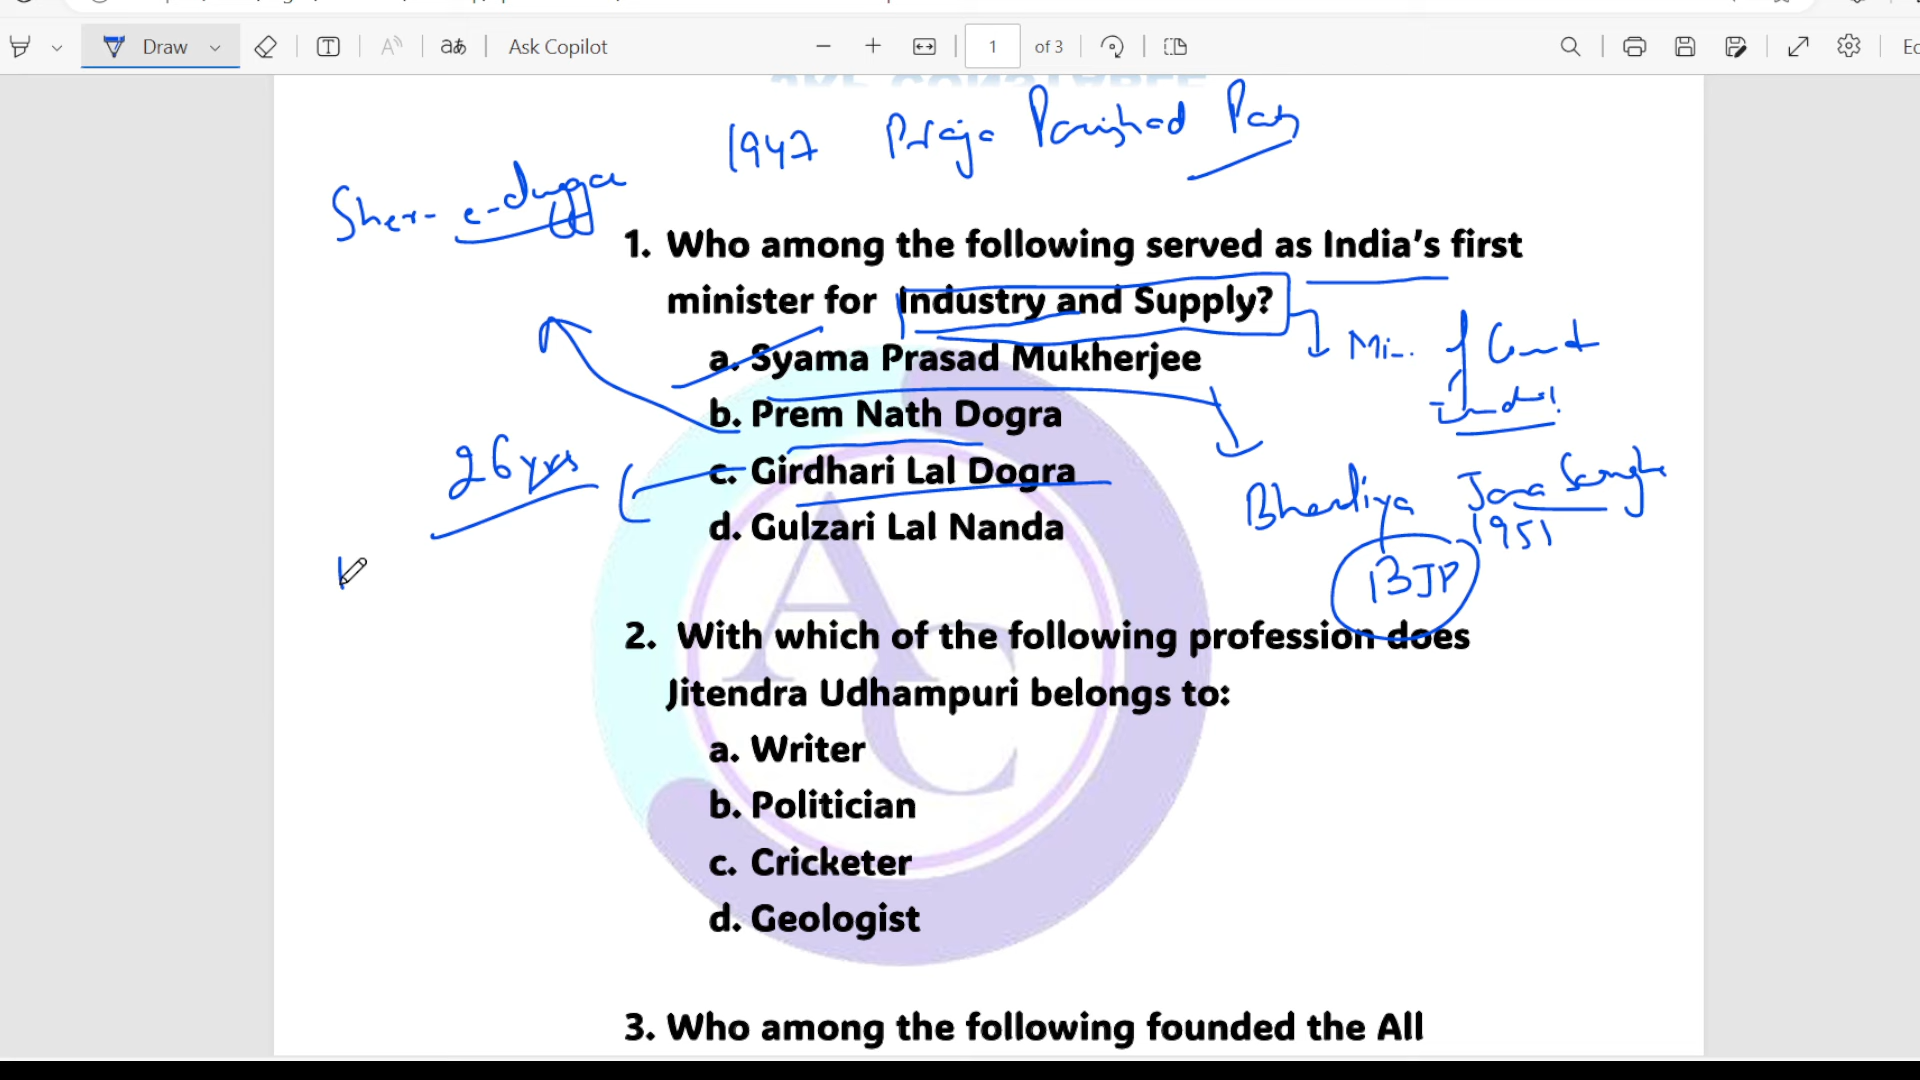 Draw
Ask Copilot
1
of 3
1947 Praja Parishad Party
Sher-e-duggar
1. Who among the following served as India's first
minister for Industry and Supply?
a. Syama Prasad Mukherjee
b. Prem Nath Dogra
c. Girdhari Lal Dogra
d. Gulzari Lal Nanda
26 yrs
Bhartiya Jana Sangha
1951
BJP
2. With which of the following profession does
Jitendra Udhampuri belongs to:
a. Writer
b. Politician
c. Cricketer
d. Geologist
3. Who among the following founded the All